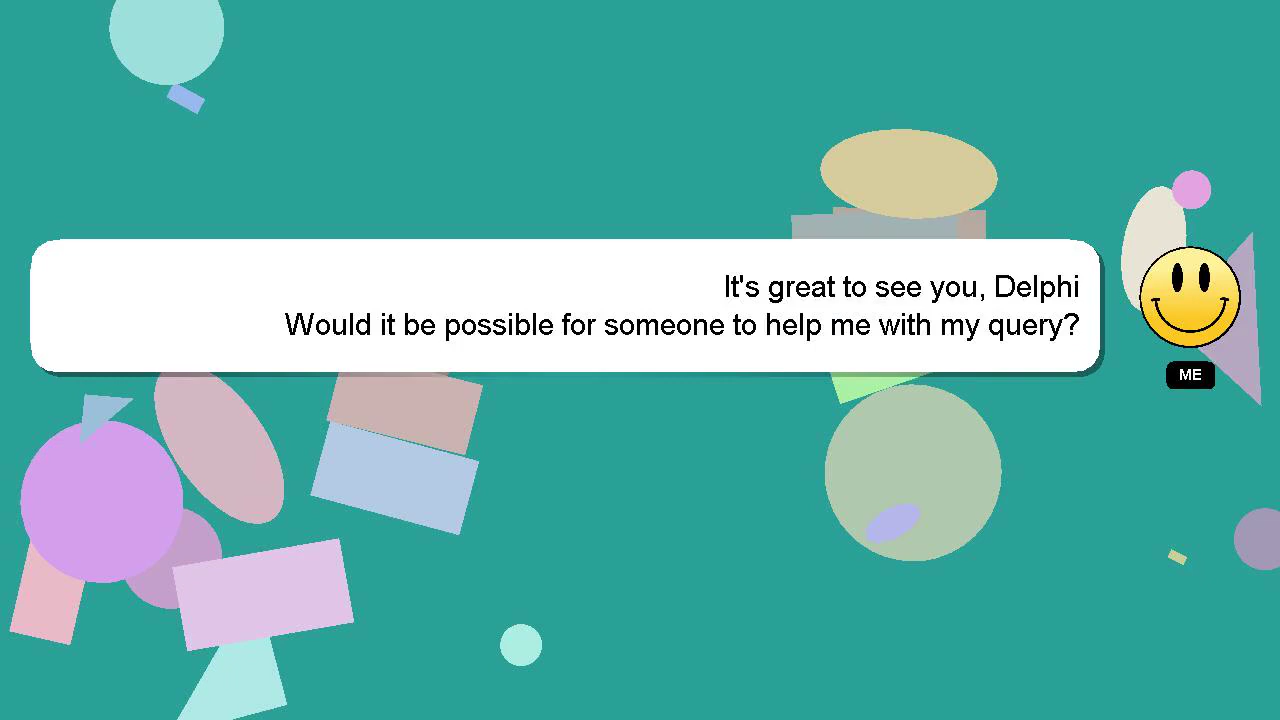 It's great to see you, Delphi
Would it be possible for someone to help me with my query?
ME